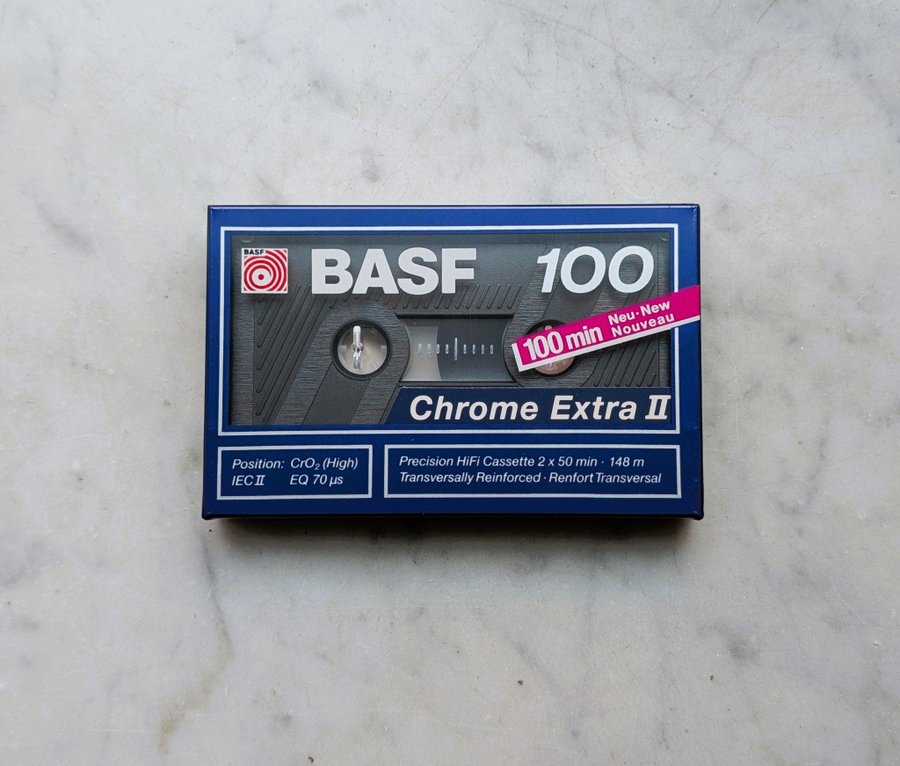 BASF
BASF 100
100 min Neu·New
Nouveau
Chrome Extra II
Position: CrO₂ (High)
IEC II EQ 70 µs
Precision HiFi Cassette 2 x 50 min · 148 m
Transversally Reinforced · Renfort Transversal